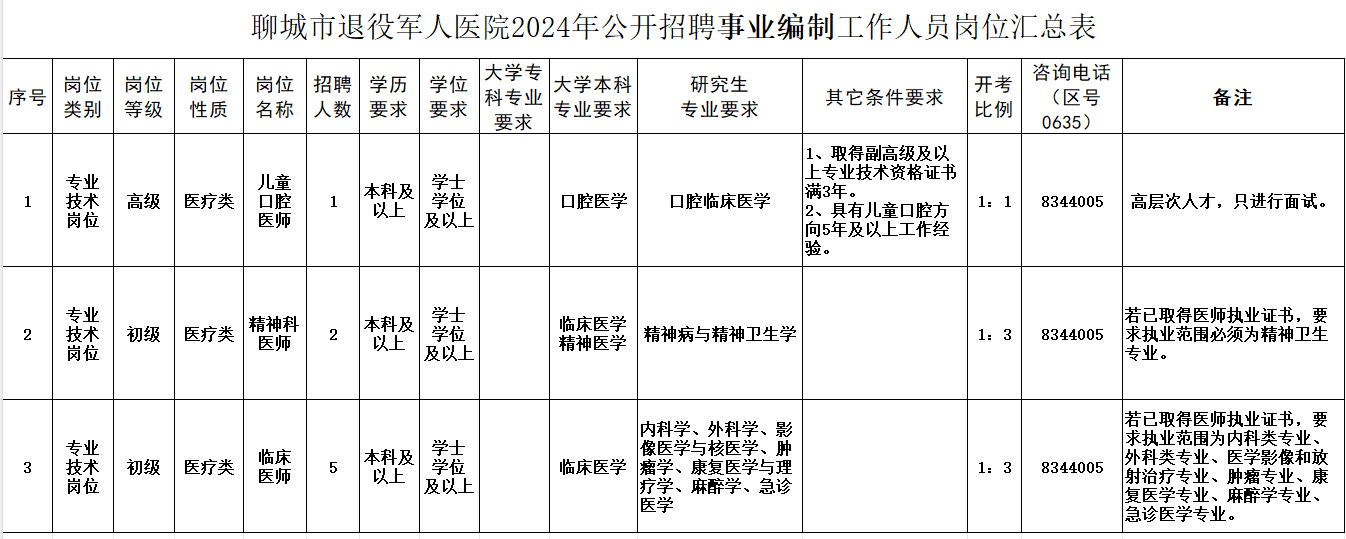 聊城市退役军人医院2024年公开招聘事业编制工作人员岗位汇总表
序号
岗位
类别
岗位
等级
岗位
性质
岗位
名称
招聘
人数
学历
要求
学位
要求
大学专
科专业
要求
大学本科
专业要求
研究生
专业要求
其它条件要求
开考
比例
咨询电话
（区号
0635）
备注
1
专业
技术
岗位
高级
医疗类
儿童
口腔
医师
1
本科及
以上
学士
学位
及以上
口腔医学
口腔临床医学
1、取得副高级及以
上专业技术资格证书
满3年。
2、具有儿童口腔方
向5年及以上工作经
验。
1：1
8344005
高层次人才，只进行面试。
2
专业
技术
岗位
初级
医疗类
精神科
医师
2
本科及
以上
学士
学位
及以上
临床医学
精神医学
精神病与精神卫生学
1：3
8344005
若已取得医师执业证书，要
求执业范围必须为精神卫生
专业。
3
专业
技术
岗位
初级
医疗类
临床
医师
5
本科及
以上
学士
学位
及以上
临床医学
内科学、外科学、影
像医学与核医学、肿
瘤学、康复医学与理
疗学、麻醉学、急诊
医学
1：3
8344005
若已取得医师执业证书，要
求执业范围为内科类专业、
外科类专业、医学影像和放
射治疗专业、肿瘤专业、康
复医学专业、麻醉学专业、
急诊医学专业。